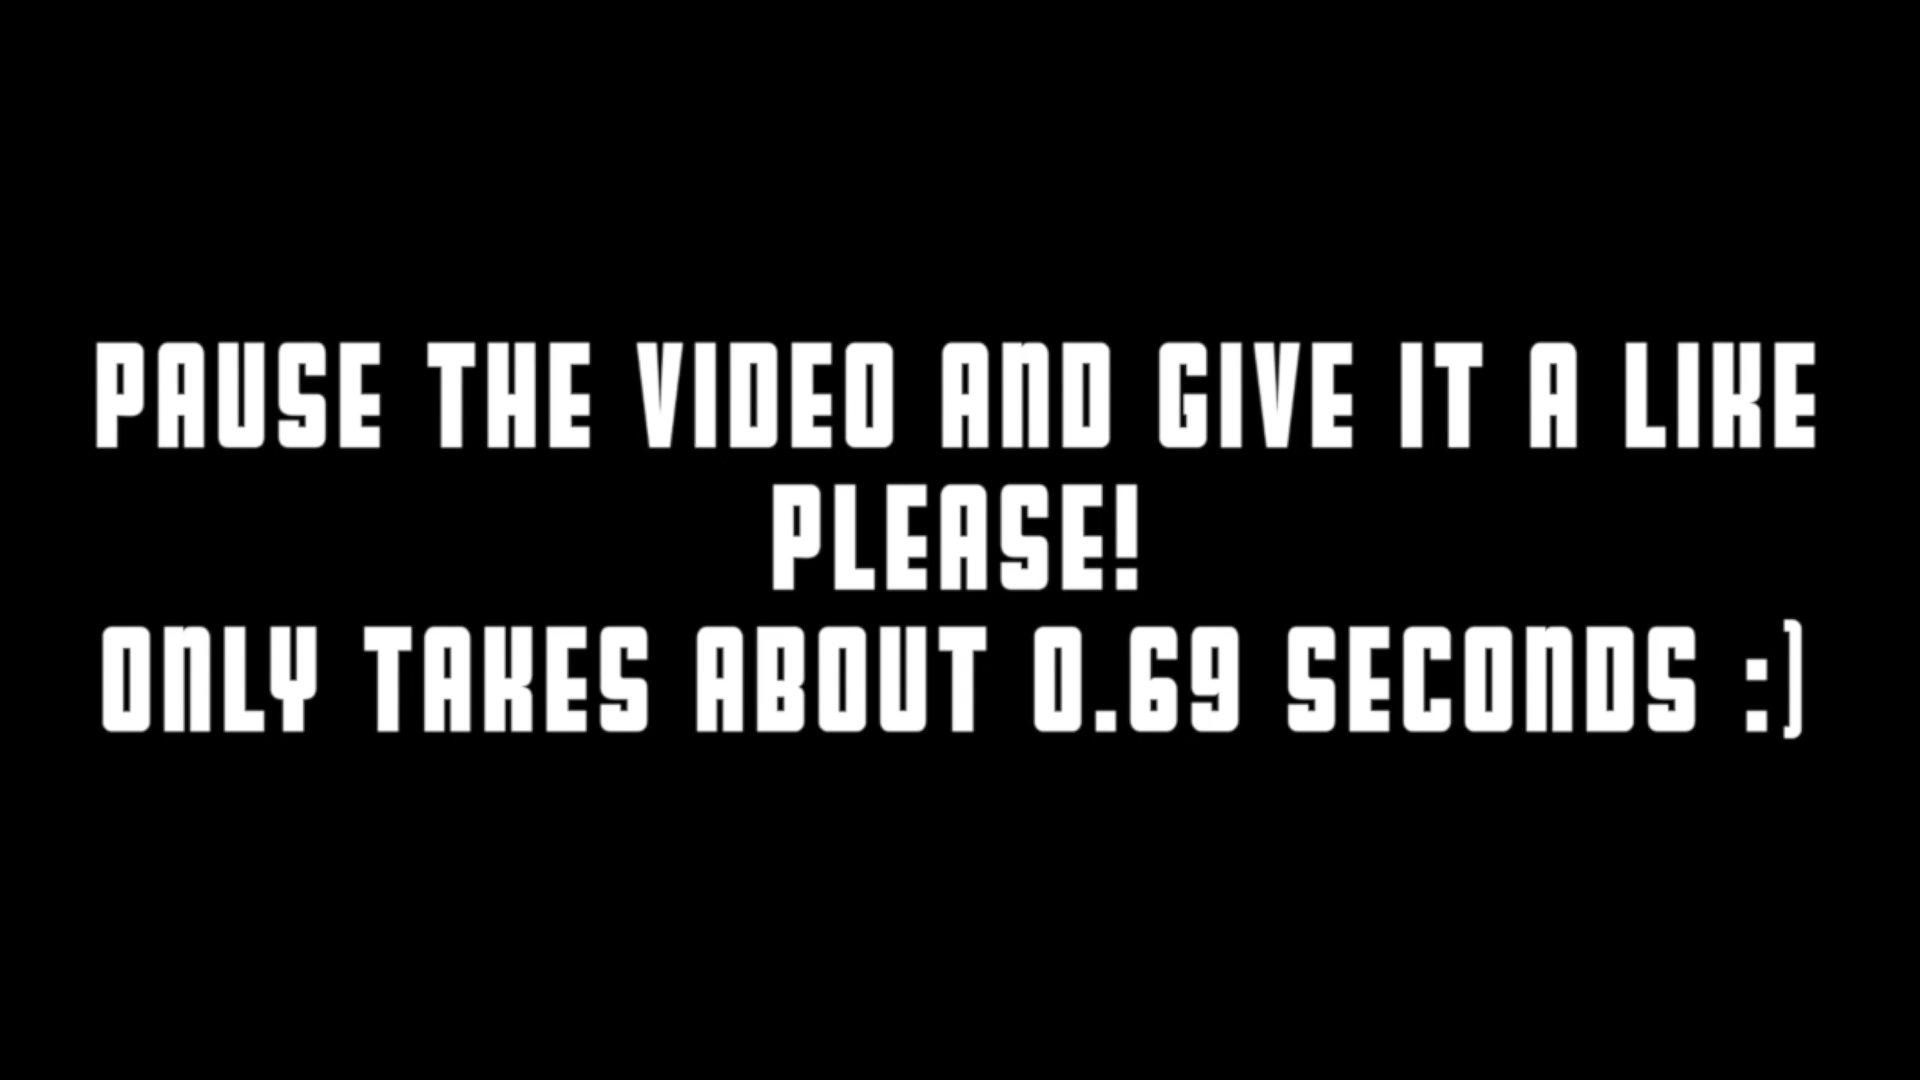 PAUSE THE VIDEO AND GIVE IT A LIKE
PLEASE!
ONLY TAKES ABOUT 0.69 SECONDS :)